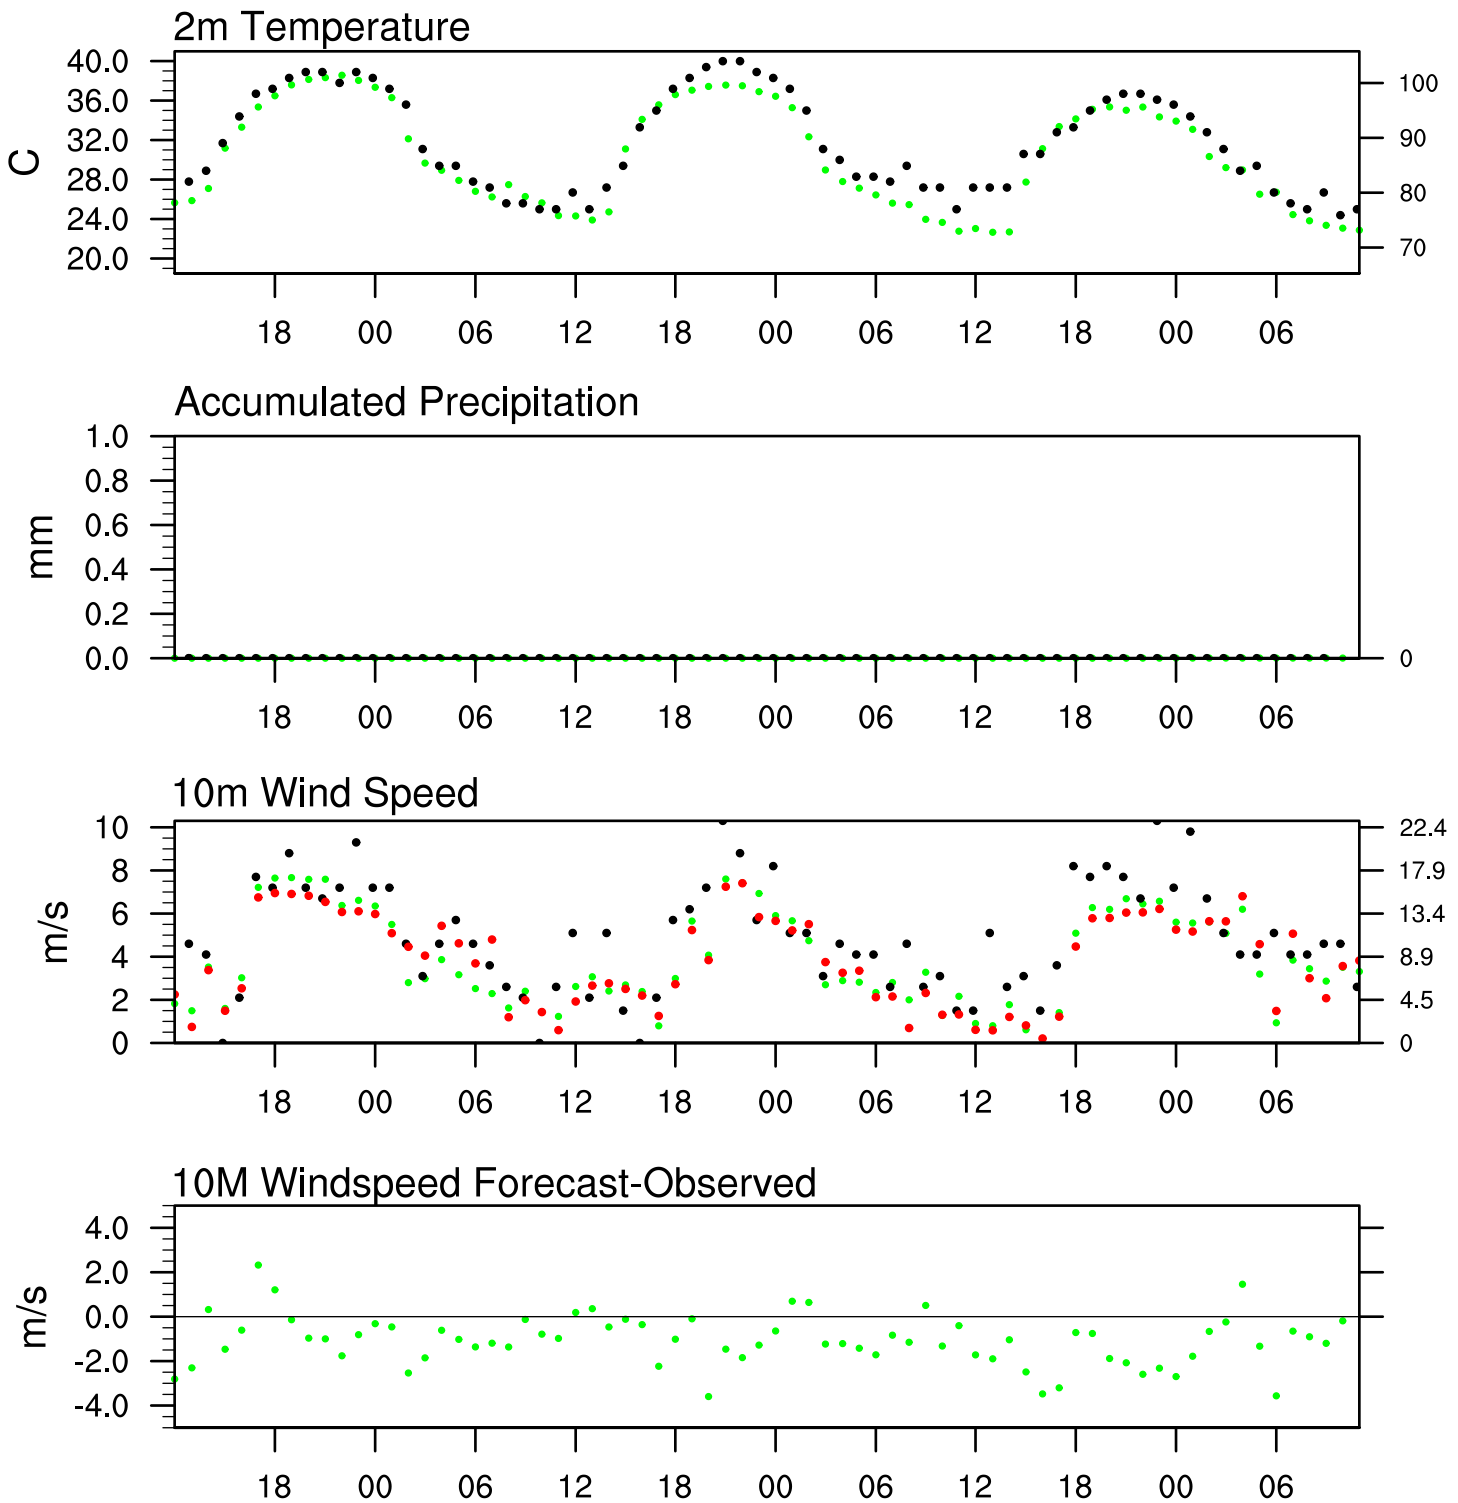 2m Temperature
40.0
36.0
32.0
28.0
24.0
20.0
C
100
90
80
70
18 00 06 12 18 00 06 12 18 00 06
Accumulated Precipitation
1.0
0.8
0.6
0.4
0.2
0.0
mm
0
18 00 06 12 18 00 06 12 18 00 06
10m Wind Speed
10
8
6
4
2
0
m/s
22.4
17.9
13.4
8.9
4.5
0
18 00 06 12 18 00 06 12 18 00 06
10M Windspeed Forecast-Observed
4.0
2.0
0.0
-2.0
-4.0
m/s
18 00 06 12 18 00 06 12 18 00 06